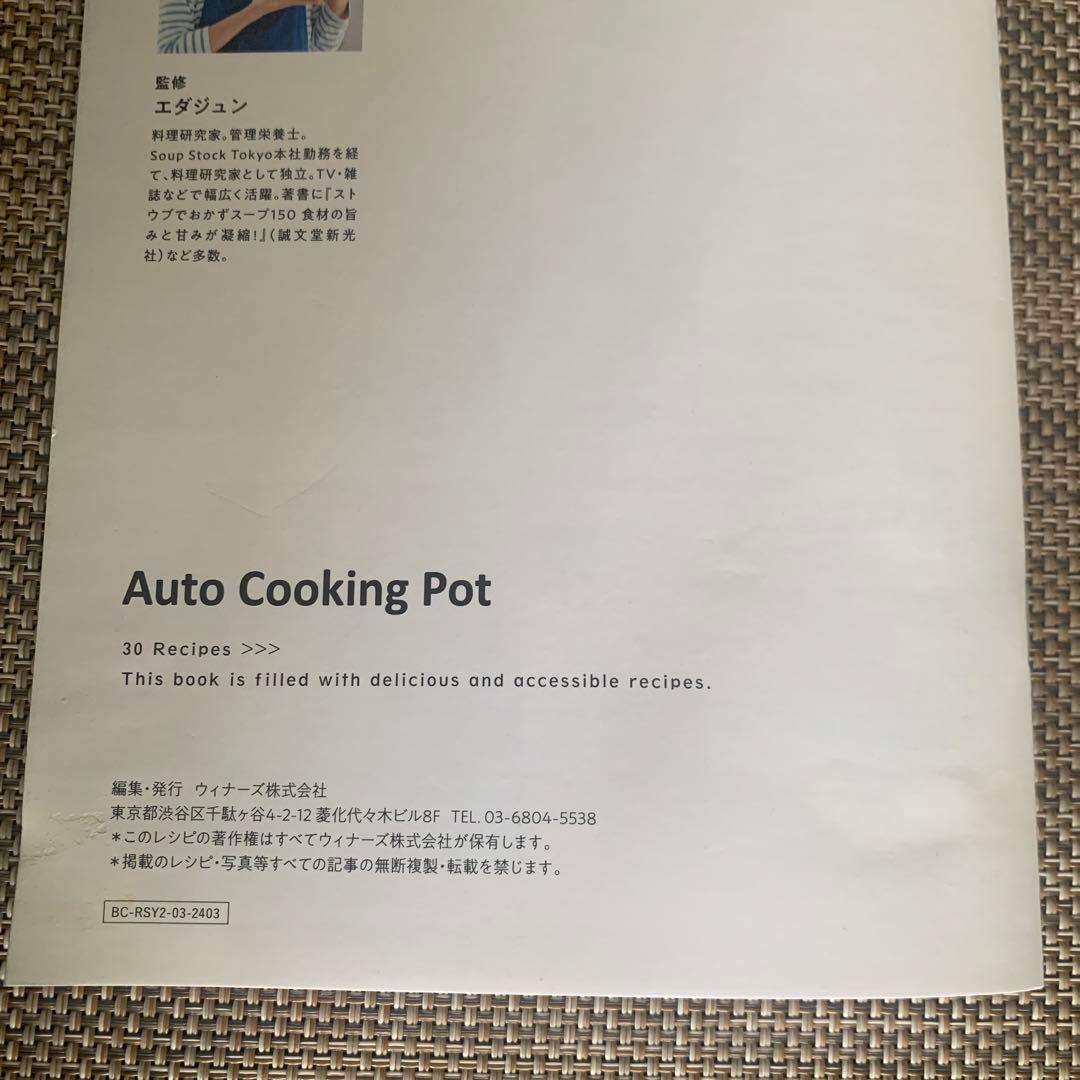 監修
エダジュン
料理研究家。管理栄養士。
Soup Stock Tokyo本社勤務を経
て、料理研究家として独立。TV・雑
誌などで幅広く活躍。著書に『スト
ウブでおかずスープ150 食材の旨
みと甘みが凝縮!』(誠文堂新光
社)など多数。
Auto Cooking Pot
30 Recipes >>>
This book is filled with delicious and accessible recipes.
編集・発行 ウィナーズ株式会社
東京都渋谷区千駄ヶ谷4-2-12 菱化代々木ビル8F TEL. 03-6804-5538
*このレシピの著作権はすべてウィナーズ株式会社が保有します。
*掲載のレシピ・写真等すべての記事の無断複製・転載を禁じます。
BC-RSY2-03-2403